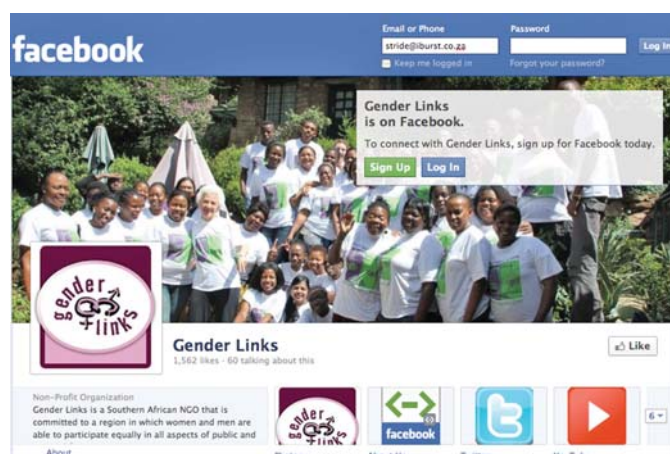 facebook
Email or Phone
Password
stride@iburst.co.za
Log In
Keep me logged in
Forgot your password?
Gender Links
is on Facebook.
To connect with Gender Links, sign up for Facebook today.
Sign Up
Log In
gender
links
Gender Links
1,562 likes · 60 talking about this
Like
Non-Profit Organization
Gender Links is a Southern African NGO that is
committed to a region in which women and men are
able to participate equally in all aspects of public and
About
gender
links
facebook
6